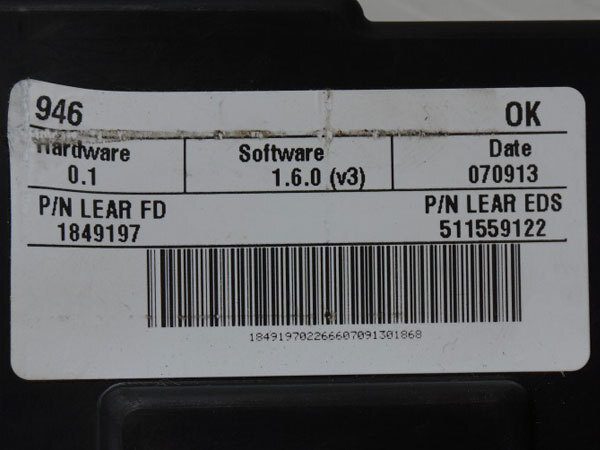 946 OK
Hardware Software Date
0.1 1.6.0 (v3) 070913
P/N LEAR FD P/N LEAR EDS
1849197 511559122
184919702266607091301868